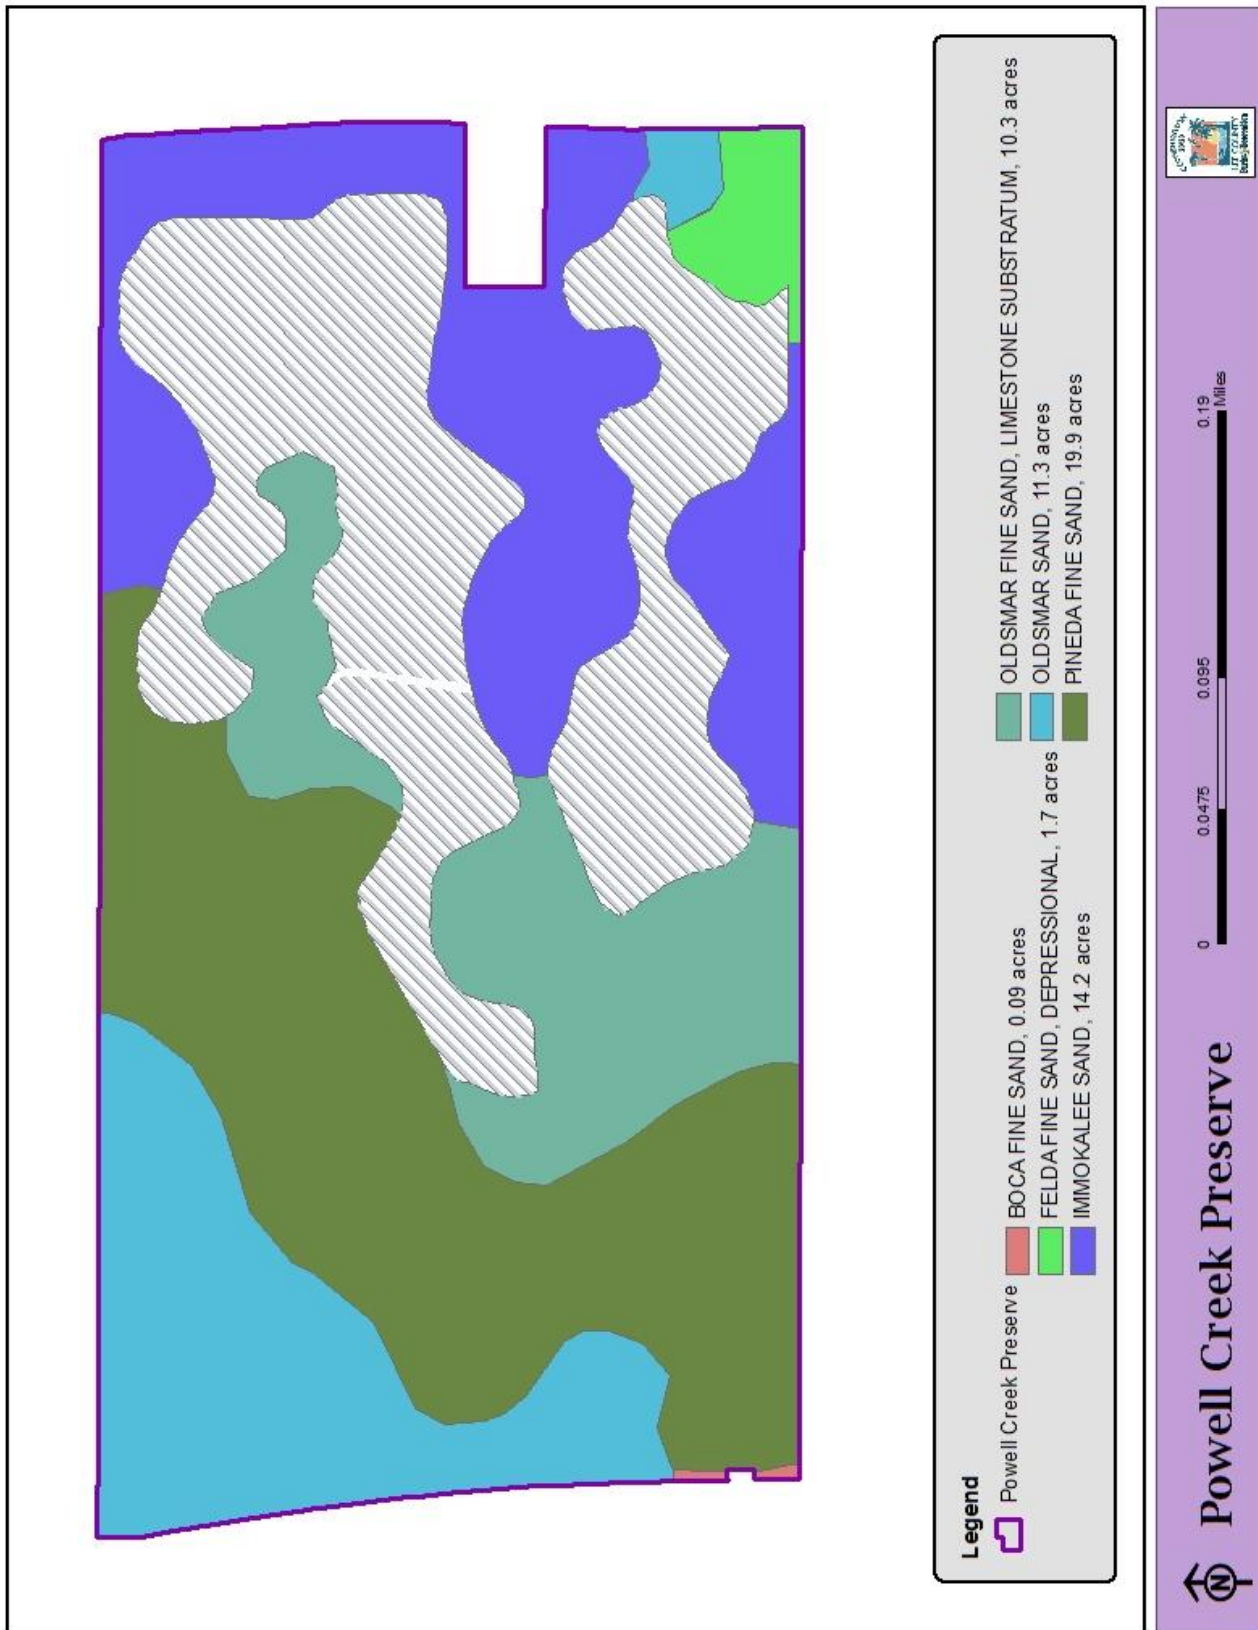 Legend
Powell Creek Preserve
BOCA FINE SAND, 0.09 acres
FELDA FINE SAND, DEPRESSIONAL, 1.7 acres
IMMOKALEE SAND, 14.2 acres
OLDSMAR FINE SAND, LIMESTONE SUBSTRATUM, 10.3 acres
OLDSMAR SAND, 11.3 acres
PINEDA FINE SAND, 19.9 acres
N
Powell Creek Preserve
0 0.0475 0.095 0.19
Miles
LEE COUNTY